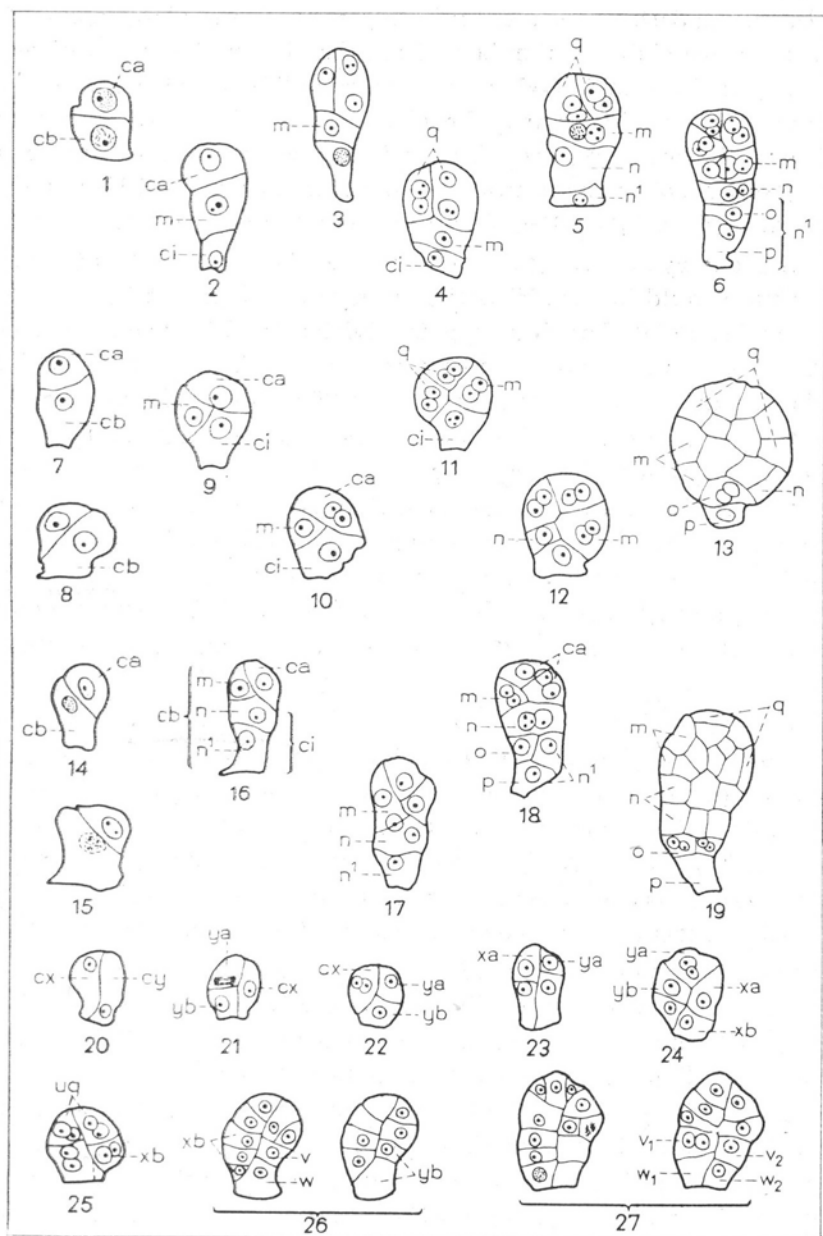 ca
cb
1
ca
m
ci
2
m
3
q
m
ci
4
q
m
n
n¹
5
m
n
o
n¹
p
6
ca
cb
7
ca
m
ci
9
q
m
ci
11
q
m
n
o
p
13
cb
8
ca
m
ci
10
n
m
12
ca
cb
14
cb
m
n
n¹
ca
ci
16
ca
m
n
o
p
n¹
18
q
m
n
o
p
19
15
m
n
n¹
17
cx
cy
20
ya
yb
cx
21
cx
ya
yb
22
xa
ya
23
ya
yb
xa
xb
24
uq
xb
25
xb
v
w
yb
26
v₁
v₂
w₁
w₂
27